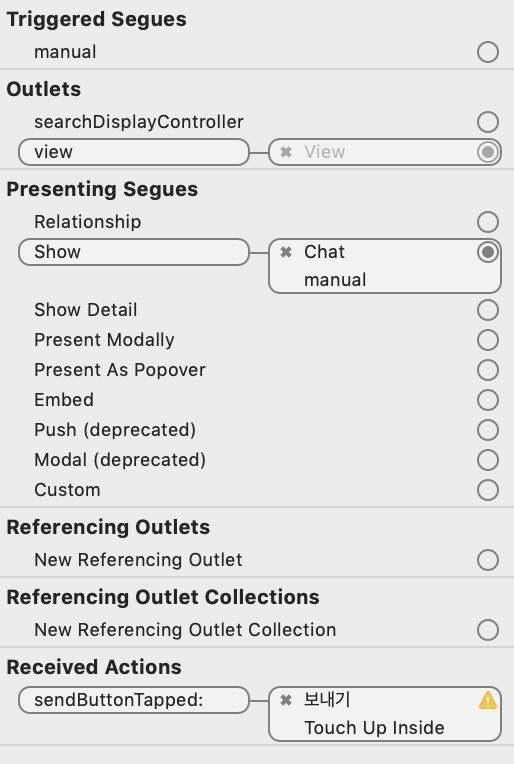 Triggered Segues
manual
Outlets
searchDisplayController
view
View
Presenting Segues
Relationship
Show
Chat
manual
Show Detail
Present Modally
Present As Popover
Embed
Push (deprecated)
Modal (deprecated)
Custom
Referencing Outlets
New Referencing Outlet
Referencing Outlet Collections
New Referencing Outlet Collection
Received Actions
sendButtonTapped:
보내기
Touch Up Inside